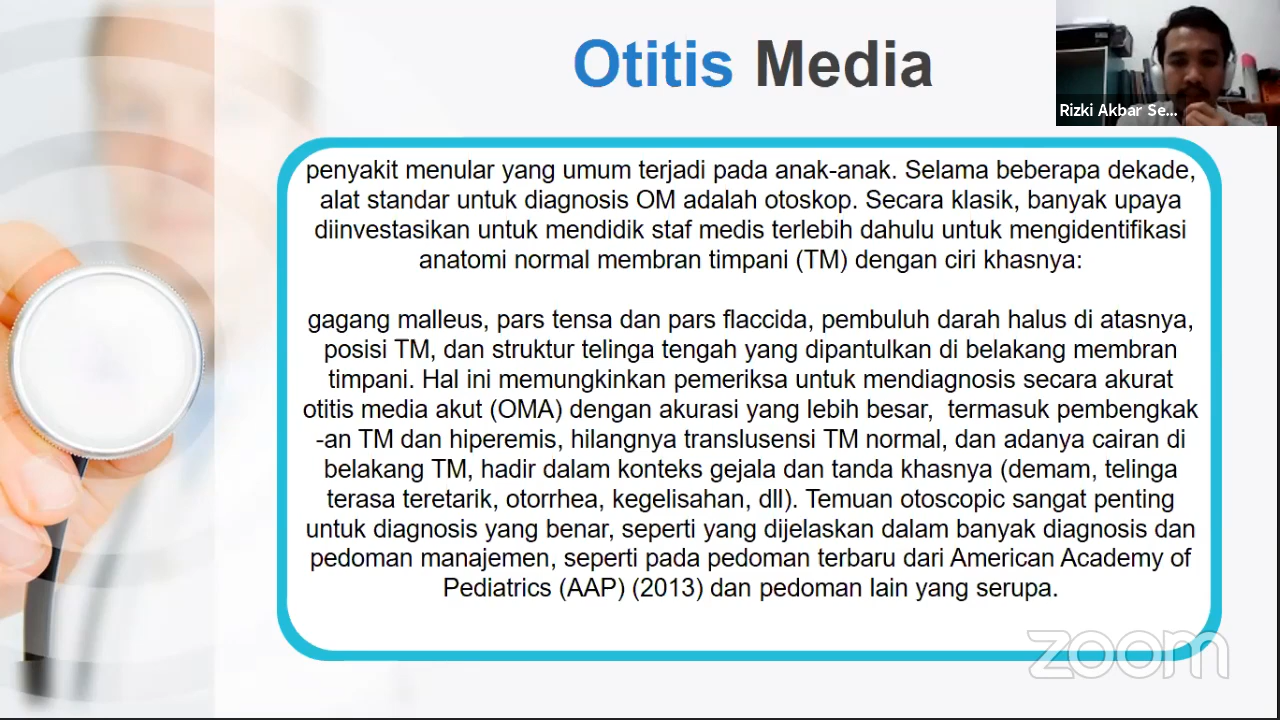 Otitis Media
Rizki Akbar Se...
penyakit menular yang umum terjadi pada anak-anak. Selama beberapa dekade,
alat standar untuk diagnosis OM adalah otoskop. Secara klasik, banyak upaya
diinvestasikan untuk mendidik staf medis terlebih dahulu untuk mengidentifikasi
anatomi normal membran timpani (TM) dengan ciri khasnya:
gagang malleus, pars tensa dan pars flaccida, pembuluh darah halus di atasnya,
posisi TM, dan struktur telinga tengah yang dipantulkan di belakang membran
timpani. Hal ini memungkinkan pemeriksa untuk mendiagnosis secara akurat
otitis media akut (OMA) dengan akurasi yang lebih besar,  termasuk pembengkak
-an TM dan hiperemis, hilangnya translusensi TM normal, dan adanya cairan di
belakang TM, hadir dalam konteks gejala dan tanda khasnya (demam, telinga
terasa teretarik, otorrhea, kegelisahan, dll). Temuan otoscopic sangat penting
untuk diagnosis yang benar, seperti yang dijelaskan dalam banyak diagnosis dan
pedoman manajemen, seperti pada pedoman terbaru dari American Academy of
Pediatrics (AAP) (2013) dan pedoman lain yang serupa.
zoom